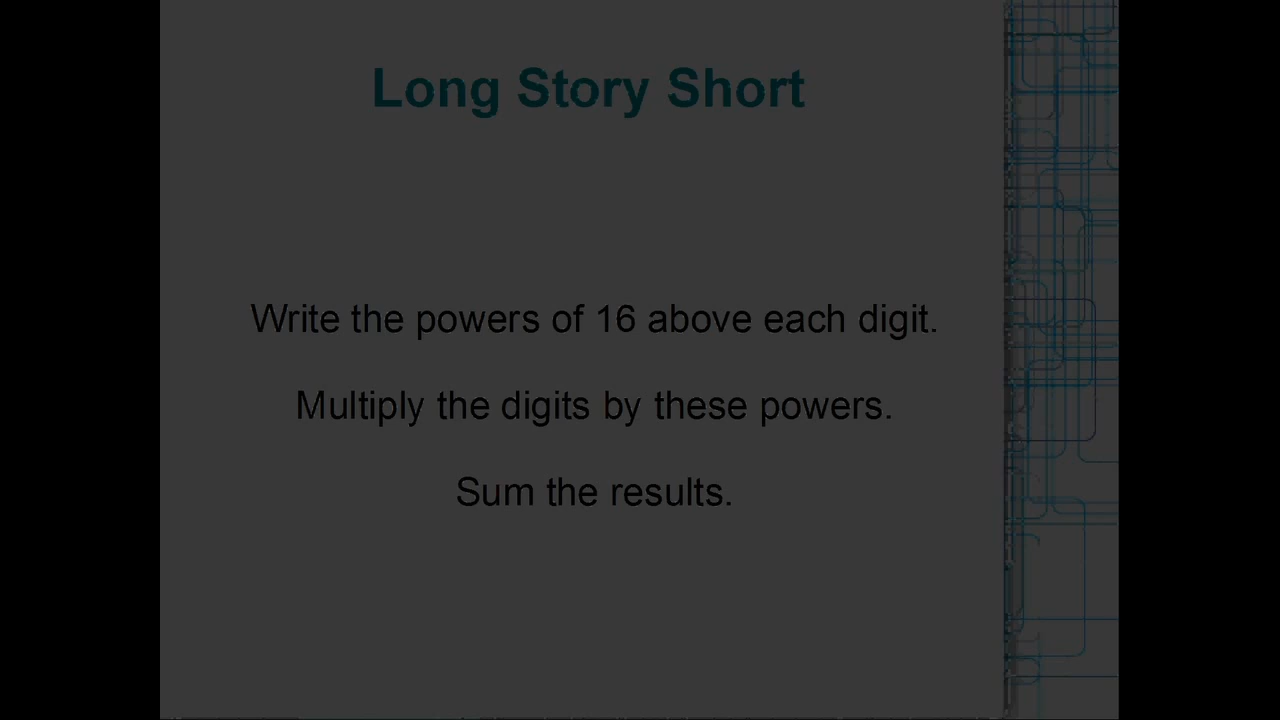 Long Story Short
Write the powers of 16 above each digit.
Multiply the digits by these powers.
Sum the results.